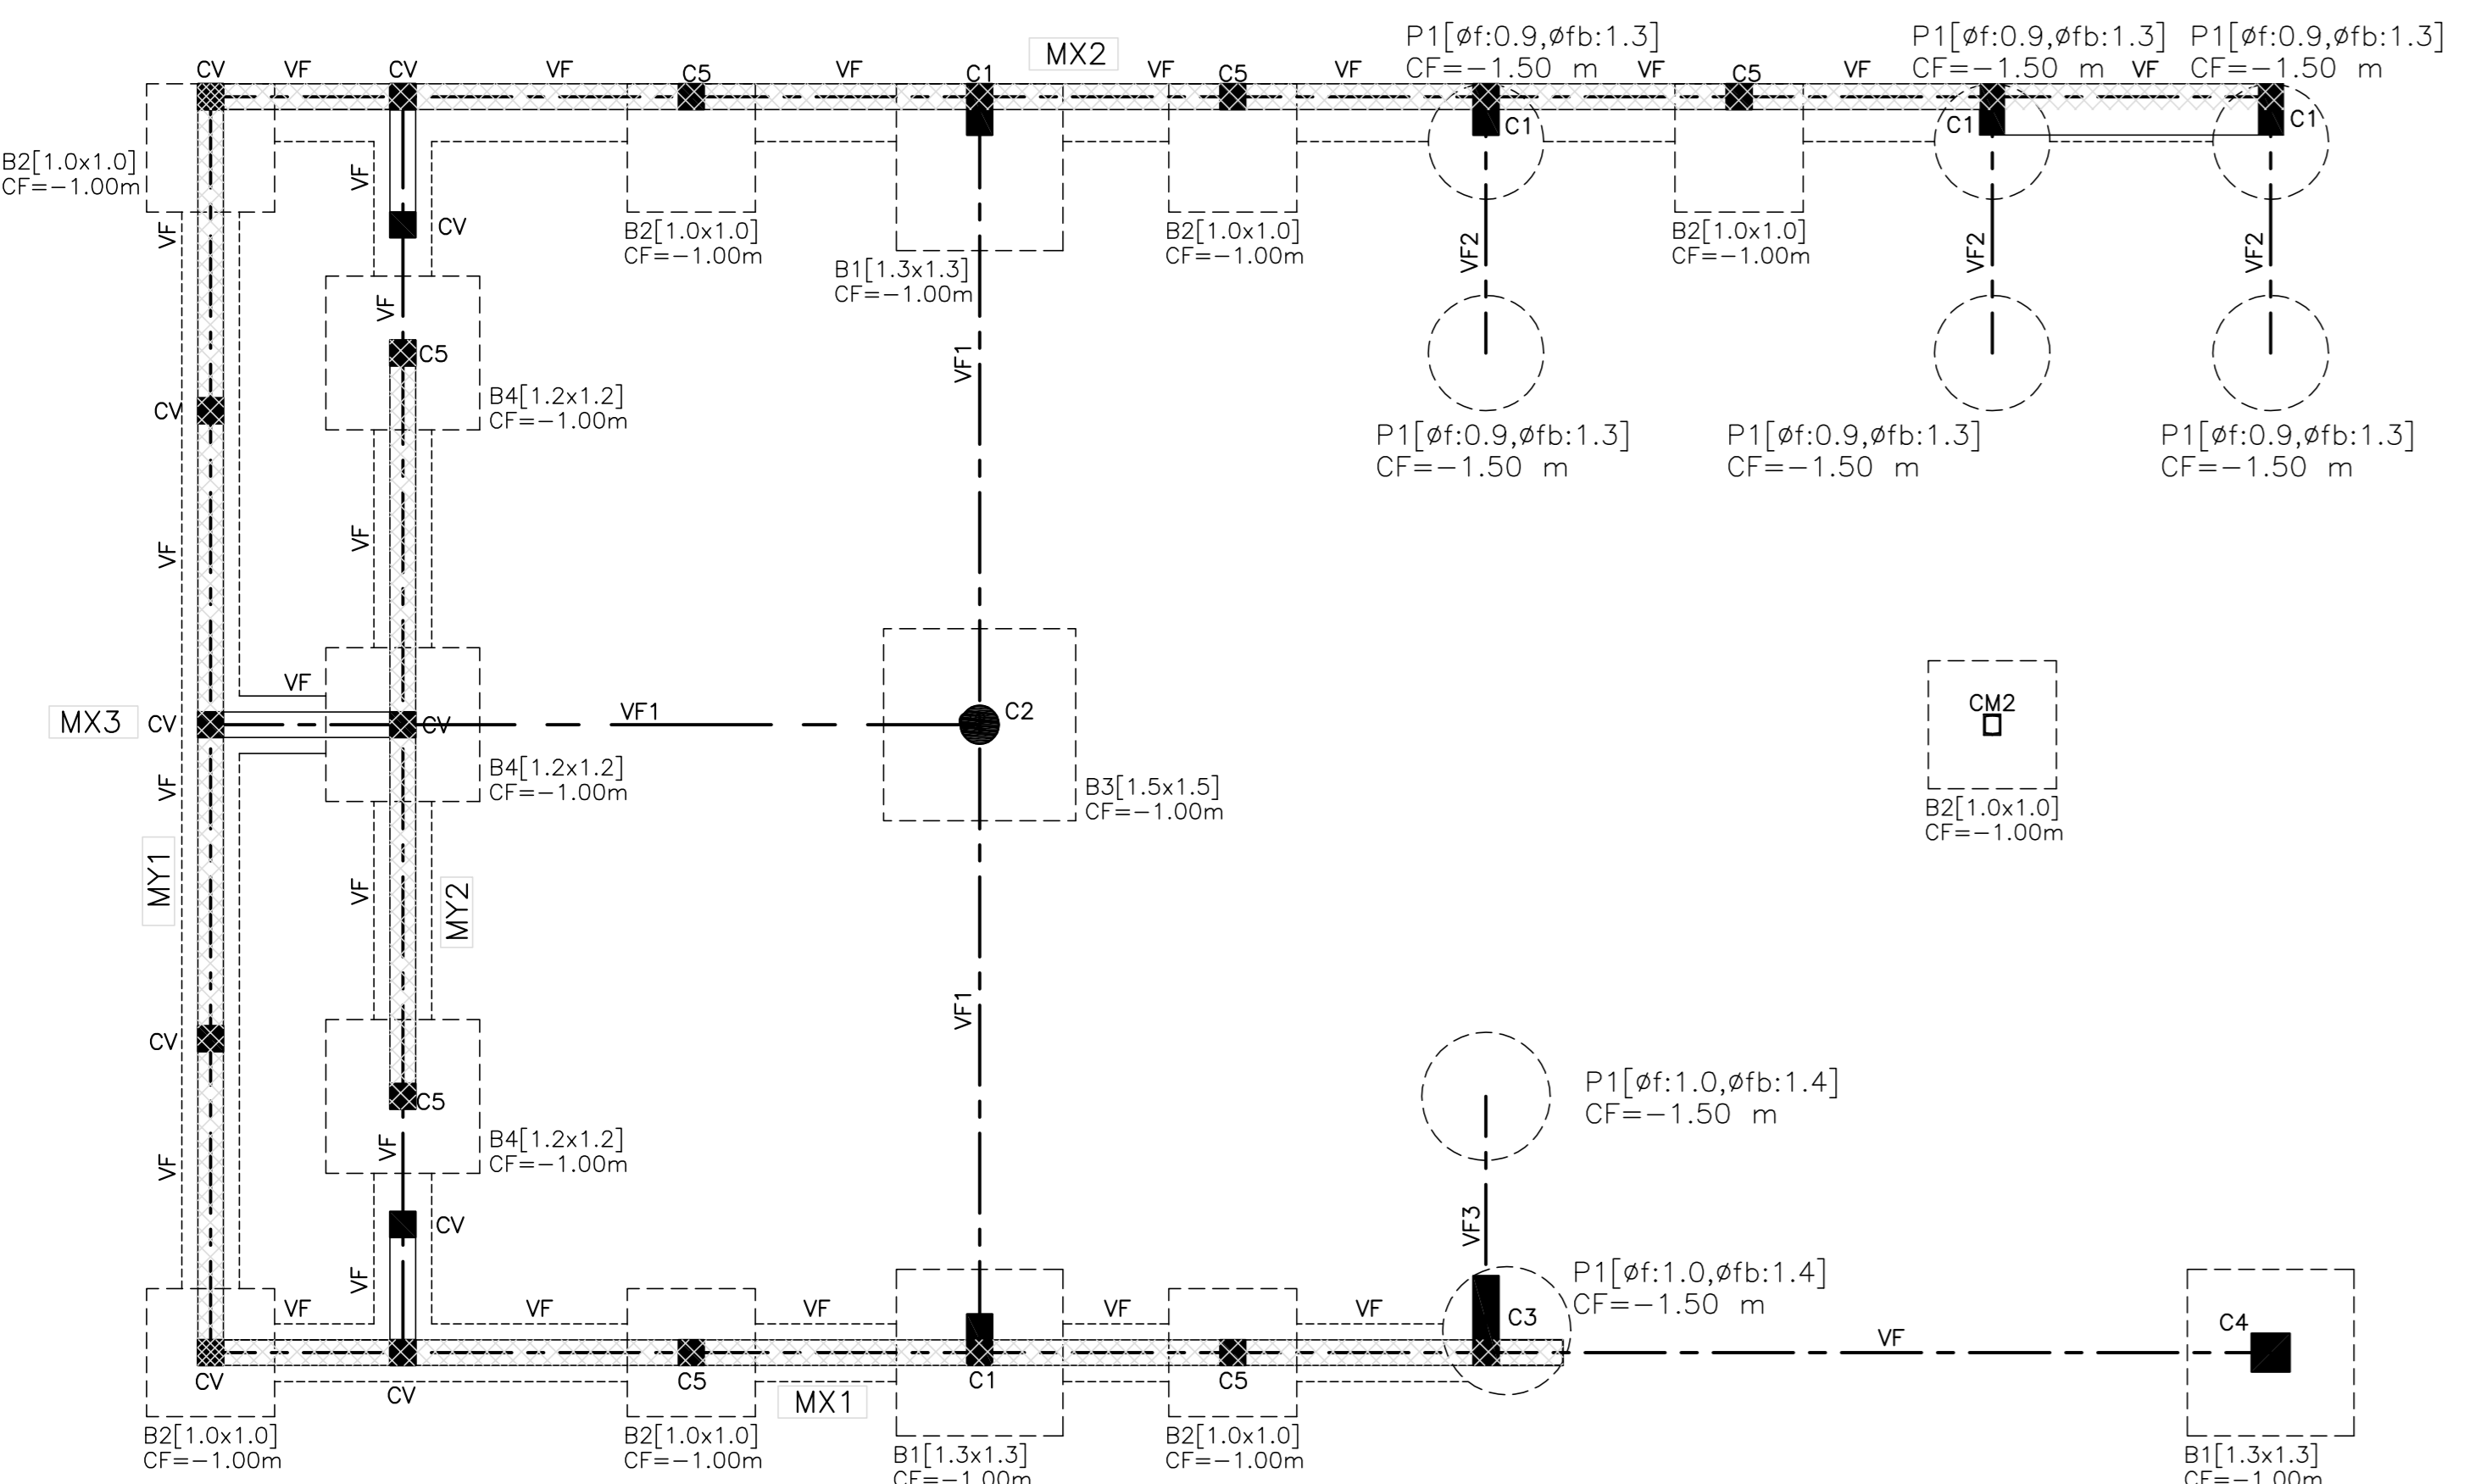 P1[øf:0.9,øfb:1.3]
CF=−1.50 m
P1[øf:0.9,øfb:1.3]
CF=−1.50 m
P1[øf:0.9,øfb:1.3]
CF=−1.50 m
MX2
CV
VF
CV
VF
C5
VF
C1
VF
C5
VF
VF
C5
VF
VF
C1
C1
C1
B2[1.0x1.0]
CF=−1.00m
VF
VF
CV
B2[1.0x1.0]
CF=−1.00m
B1[1.3x1.3]
CF=−1.00m
B2[1.0x1.0]
CF=−1.00m
B2[1.0x1.0]
CF=−1.00m
VF2
VF2
VF2
VF
C5
VF1
CV
B4[1.2x1.2]
CF=−1.00m
P1[øf:0.9,øfb:1.3]
CF=−1.50 m
P1[øf:0.9,øfb:1.3]
CF=−1.50 m
P1[øf:0.9,øfb:1.3]
CF=−1.50 m
VF
VF
VF
MX3
CV
CV
VF1
C2
CM2
VF
B4[1.2x1.2]
CF=−1.00m
B3[1.5x1.5]
CF=−1.00m
B2[1.0x1.0]
CF=−1.00m
MY1
VF
MY2
VF1
CV
C5
P1[øf:1.0,øfb:1.4]
CF=−1.50 m
VF
VF
B4[1.2x1.2]
CF=−1.00m
CV
VF3
VF
P1[øf:1.0,øfb:1.4]
CF=−1.50 m
VF
VF
VF
VF
VF
C3
VF
C4
CV
CV
C5
MX1
C1
C5
B2[1.0x1.0]
CF=−1.00m
B2[1.0x1.0]
CF=−1.00m
B1[1.3x1.3]
CF=−1.00m
B2[1.0x1.0]
CF=−1.00m
B1[1.3x1.3]
CF=−1.00m